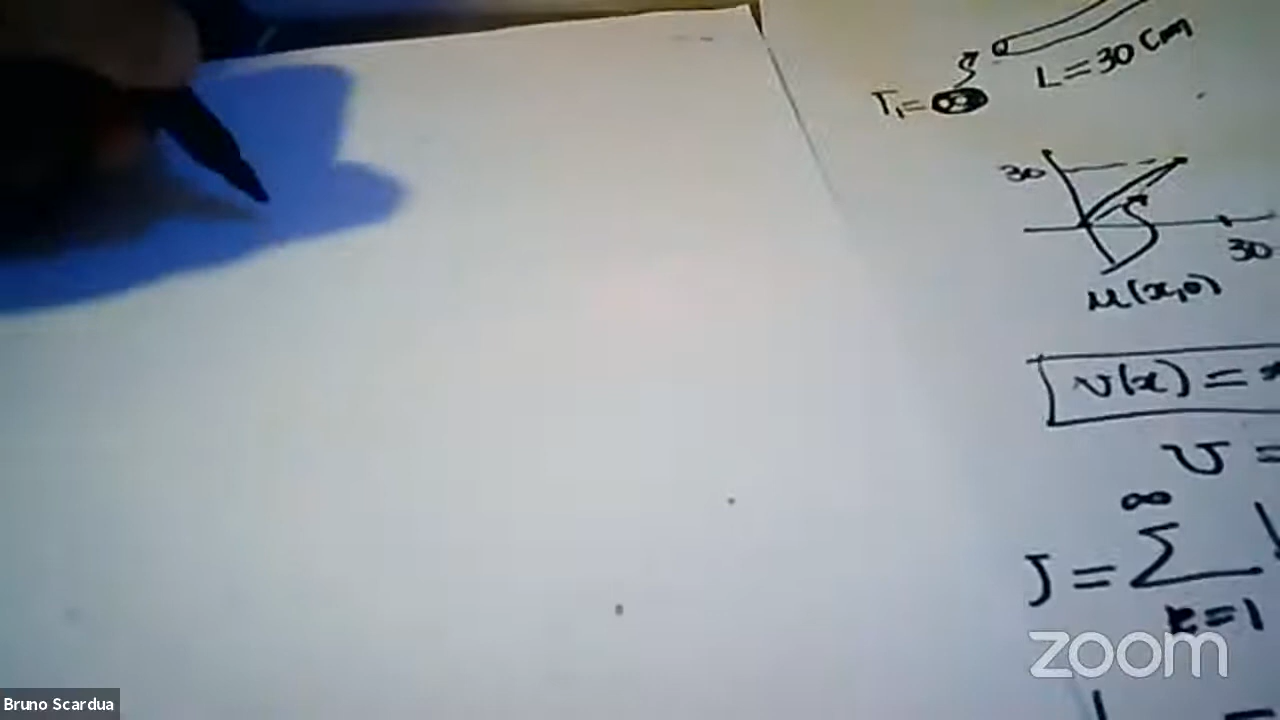 L=30 cm
T₁=
30
30
u(x,0)
v(x)=
v=
∞
J=∑
k=1
zoom
Bruno Scardua